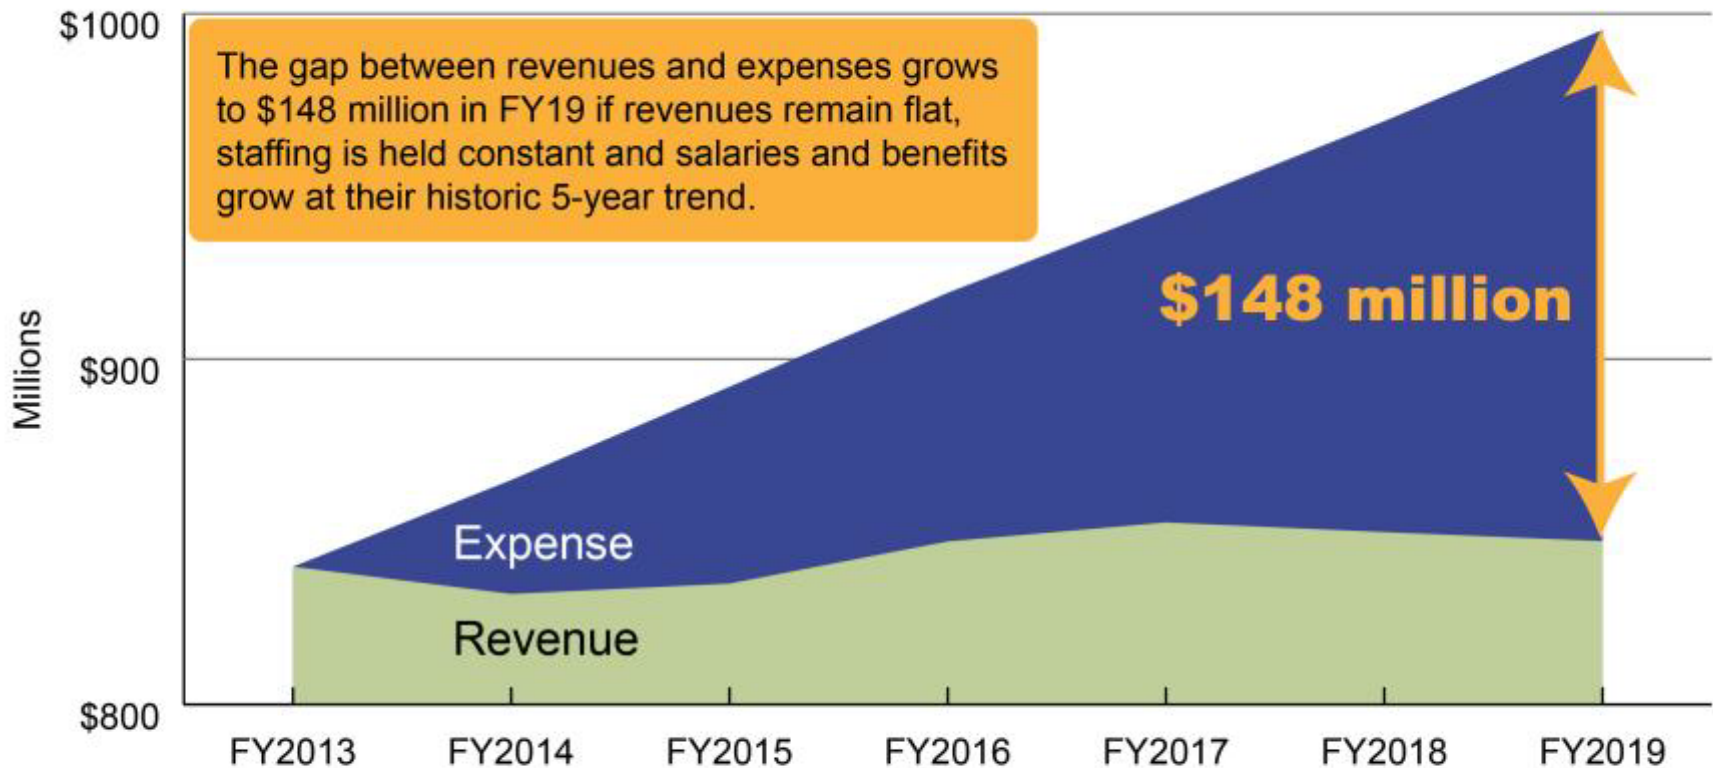 $1000
The gap between revenues and expenses grows
to $148 million in FY19 if revenues remain flat,
staffing is held constant and salaries and benefits
grow at their historic 5-year trend.
$148 million
Millions
$900
Expense
Revenue
$800
FY2013 FY2014 FY2015 FY2016 FY2017 FY2018 FY2019